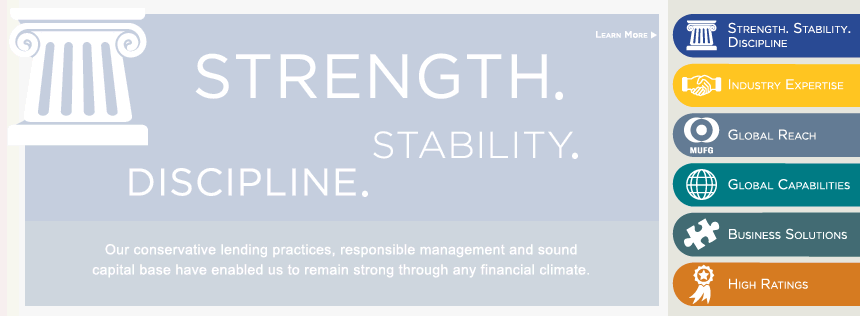 Learn More
STRENGTH.
STABILITY.
DISCIPLINE.
Our conservative lending practices, responsible management and sound
capital base have enabled us to remain strong through any financial climate.
Strength. Stability.
Discipline
Industry Expertise
MUFG
Global Reach
Global Capabilities
Business Solutions
High Ratings